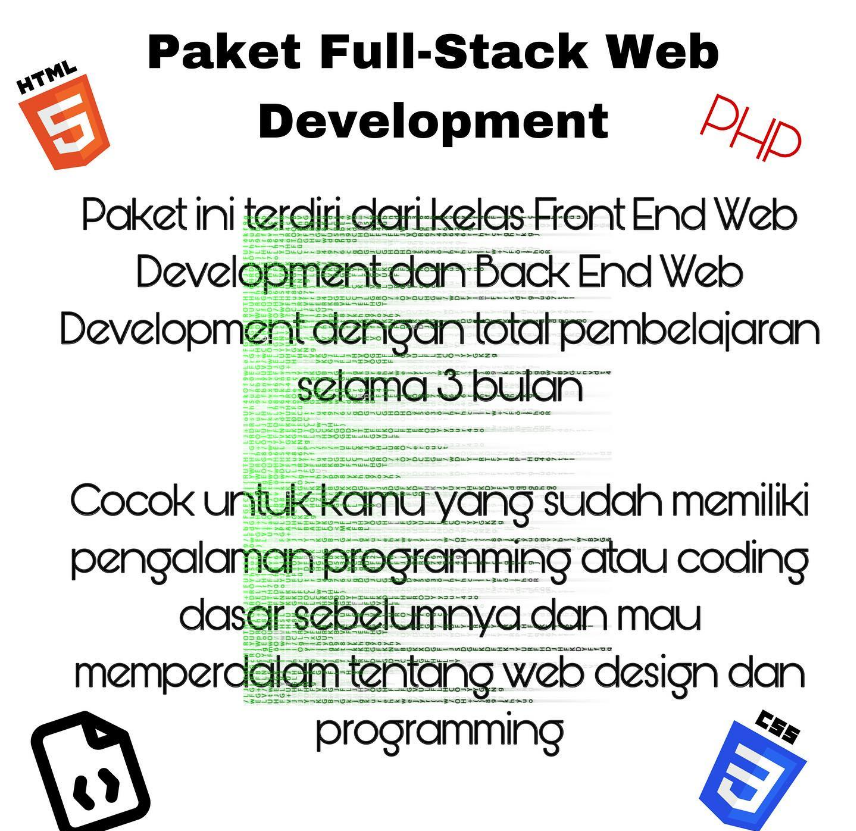 Paket Full-Stack Web
Development
HTML
5
PHP
Paket ini terdiri dari kelas Front End Web
Development dan Back End Web
Development dengan total pembelajaran
selama 3 bulan
Cocok untuk kamu yang sudah memiliki
pengalaman programming atau coding
dasar sebelumnya dan mau
memperdalam tentang web design dan
programming
CSS
3